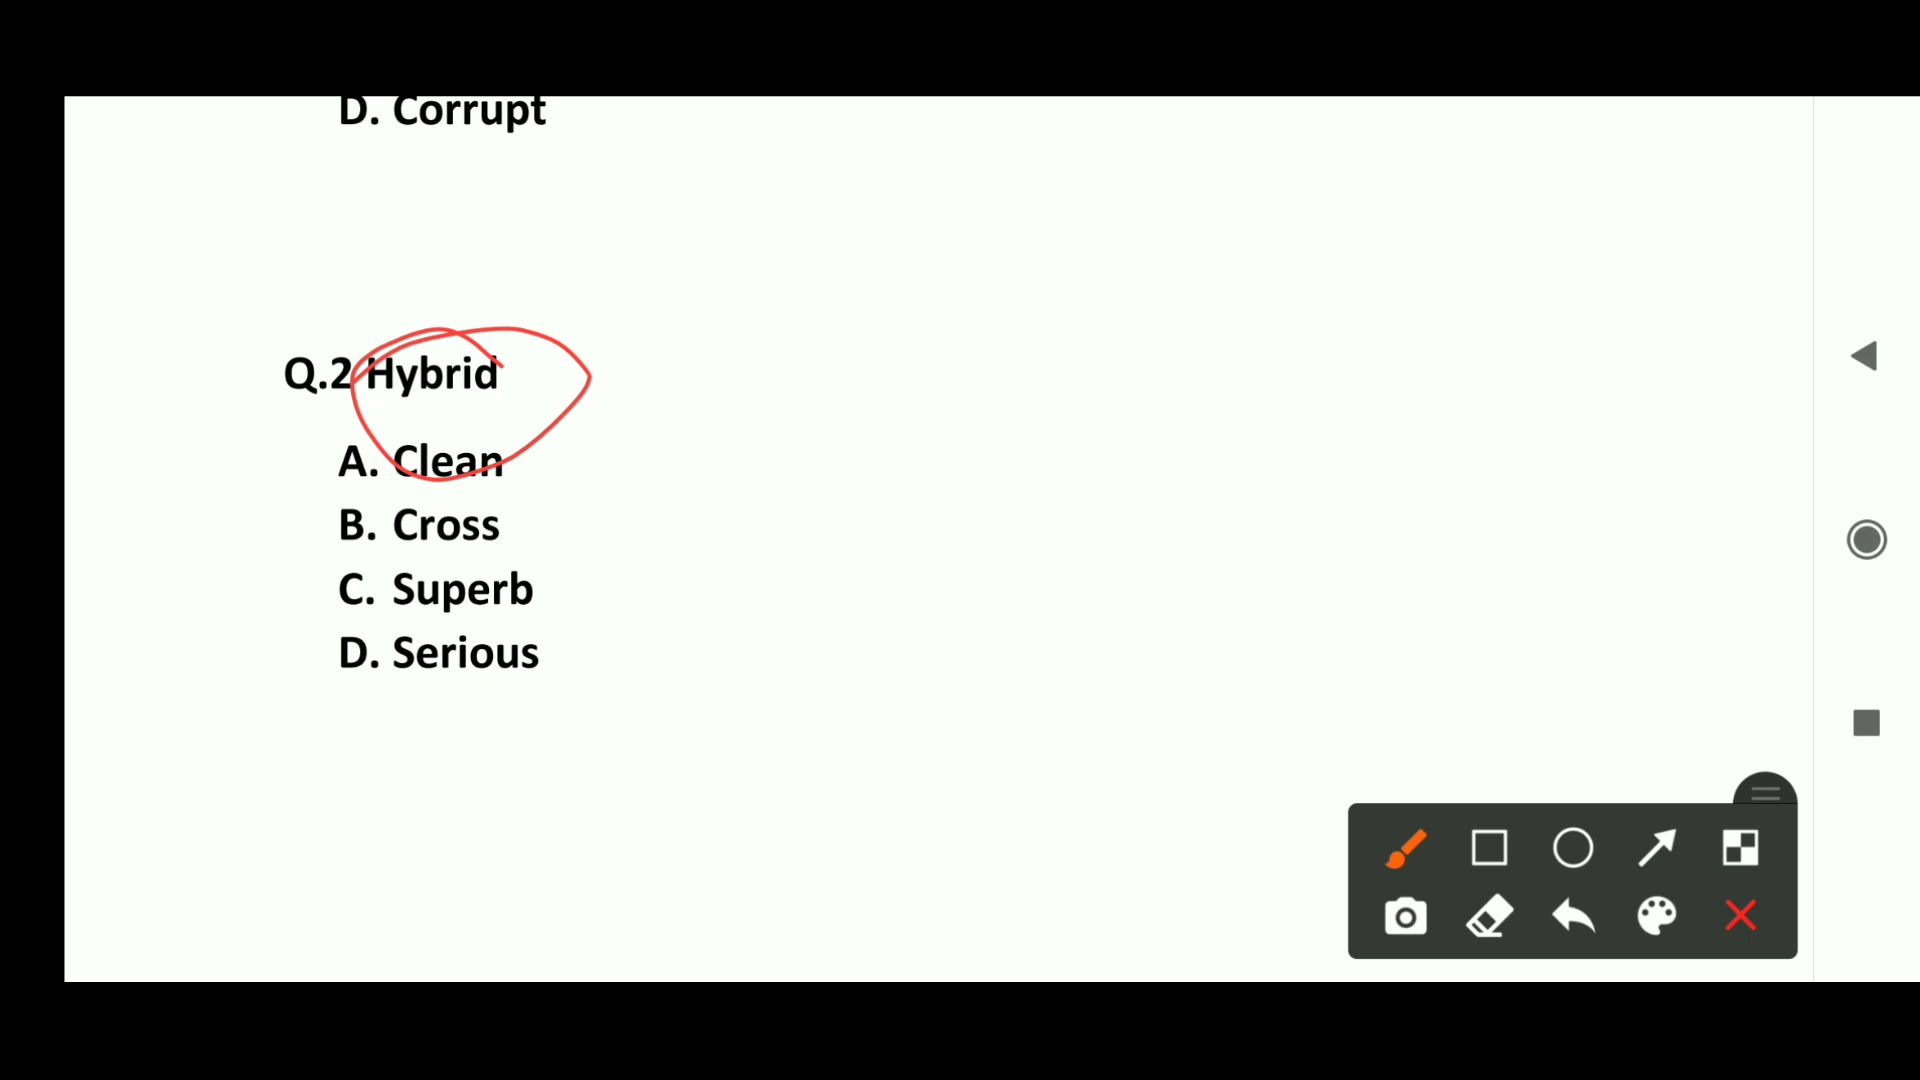 D. Corrupt
Q.2 Hybrid
A. Clean
B. Cross
C. Superb
D. Serious